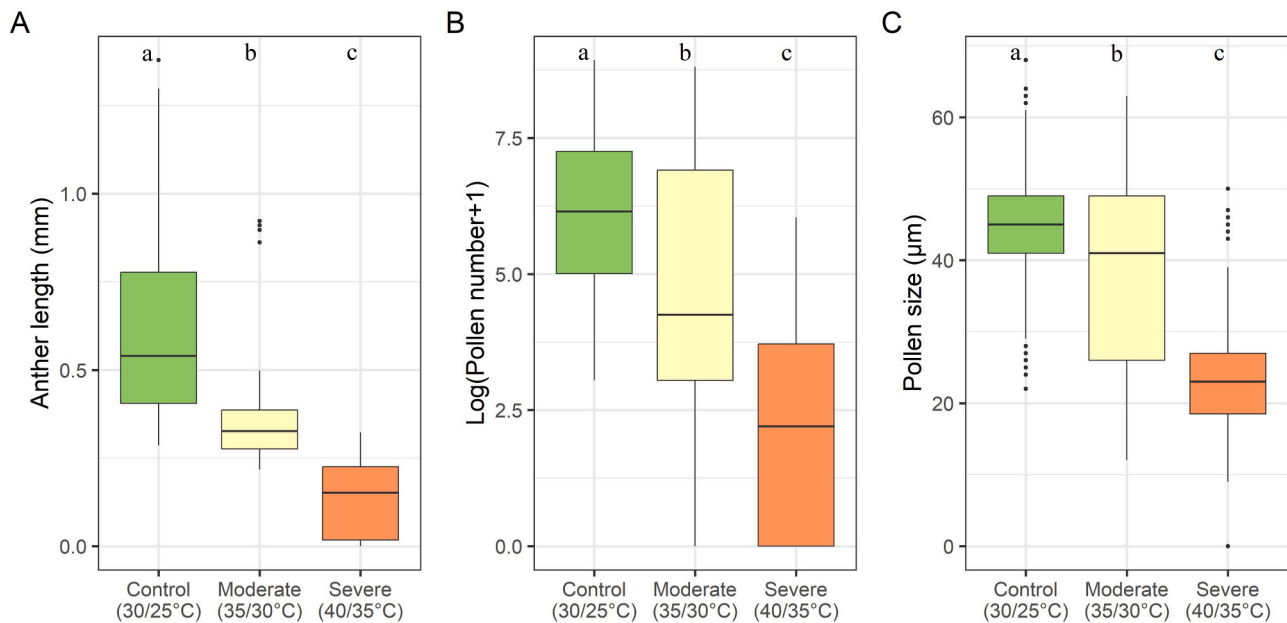 A
a
b
c
Anther length (mm)
1.0
0.5
0.0
Control
(30/25°C)
Moderate
(35/30°C)
Severe
(40/35°C)
B
a
b
c
Log(Pollen number+1)
7.5
5.0
2.5
0.0
Control
(30/25°C)
Moderate
(35/30°C)
Severe
(40/35°C)
C
a
b
c
Pollen size (μm)
60
40
20
0
Control
(30/25°C)
Moderate
(35/30°C)
Severe
(40/35°C)